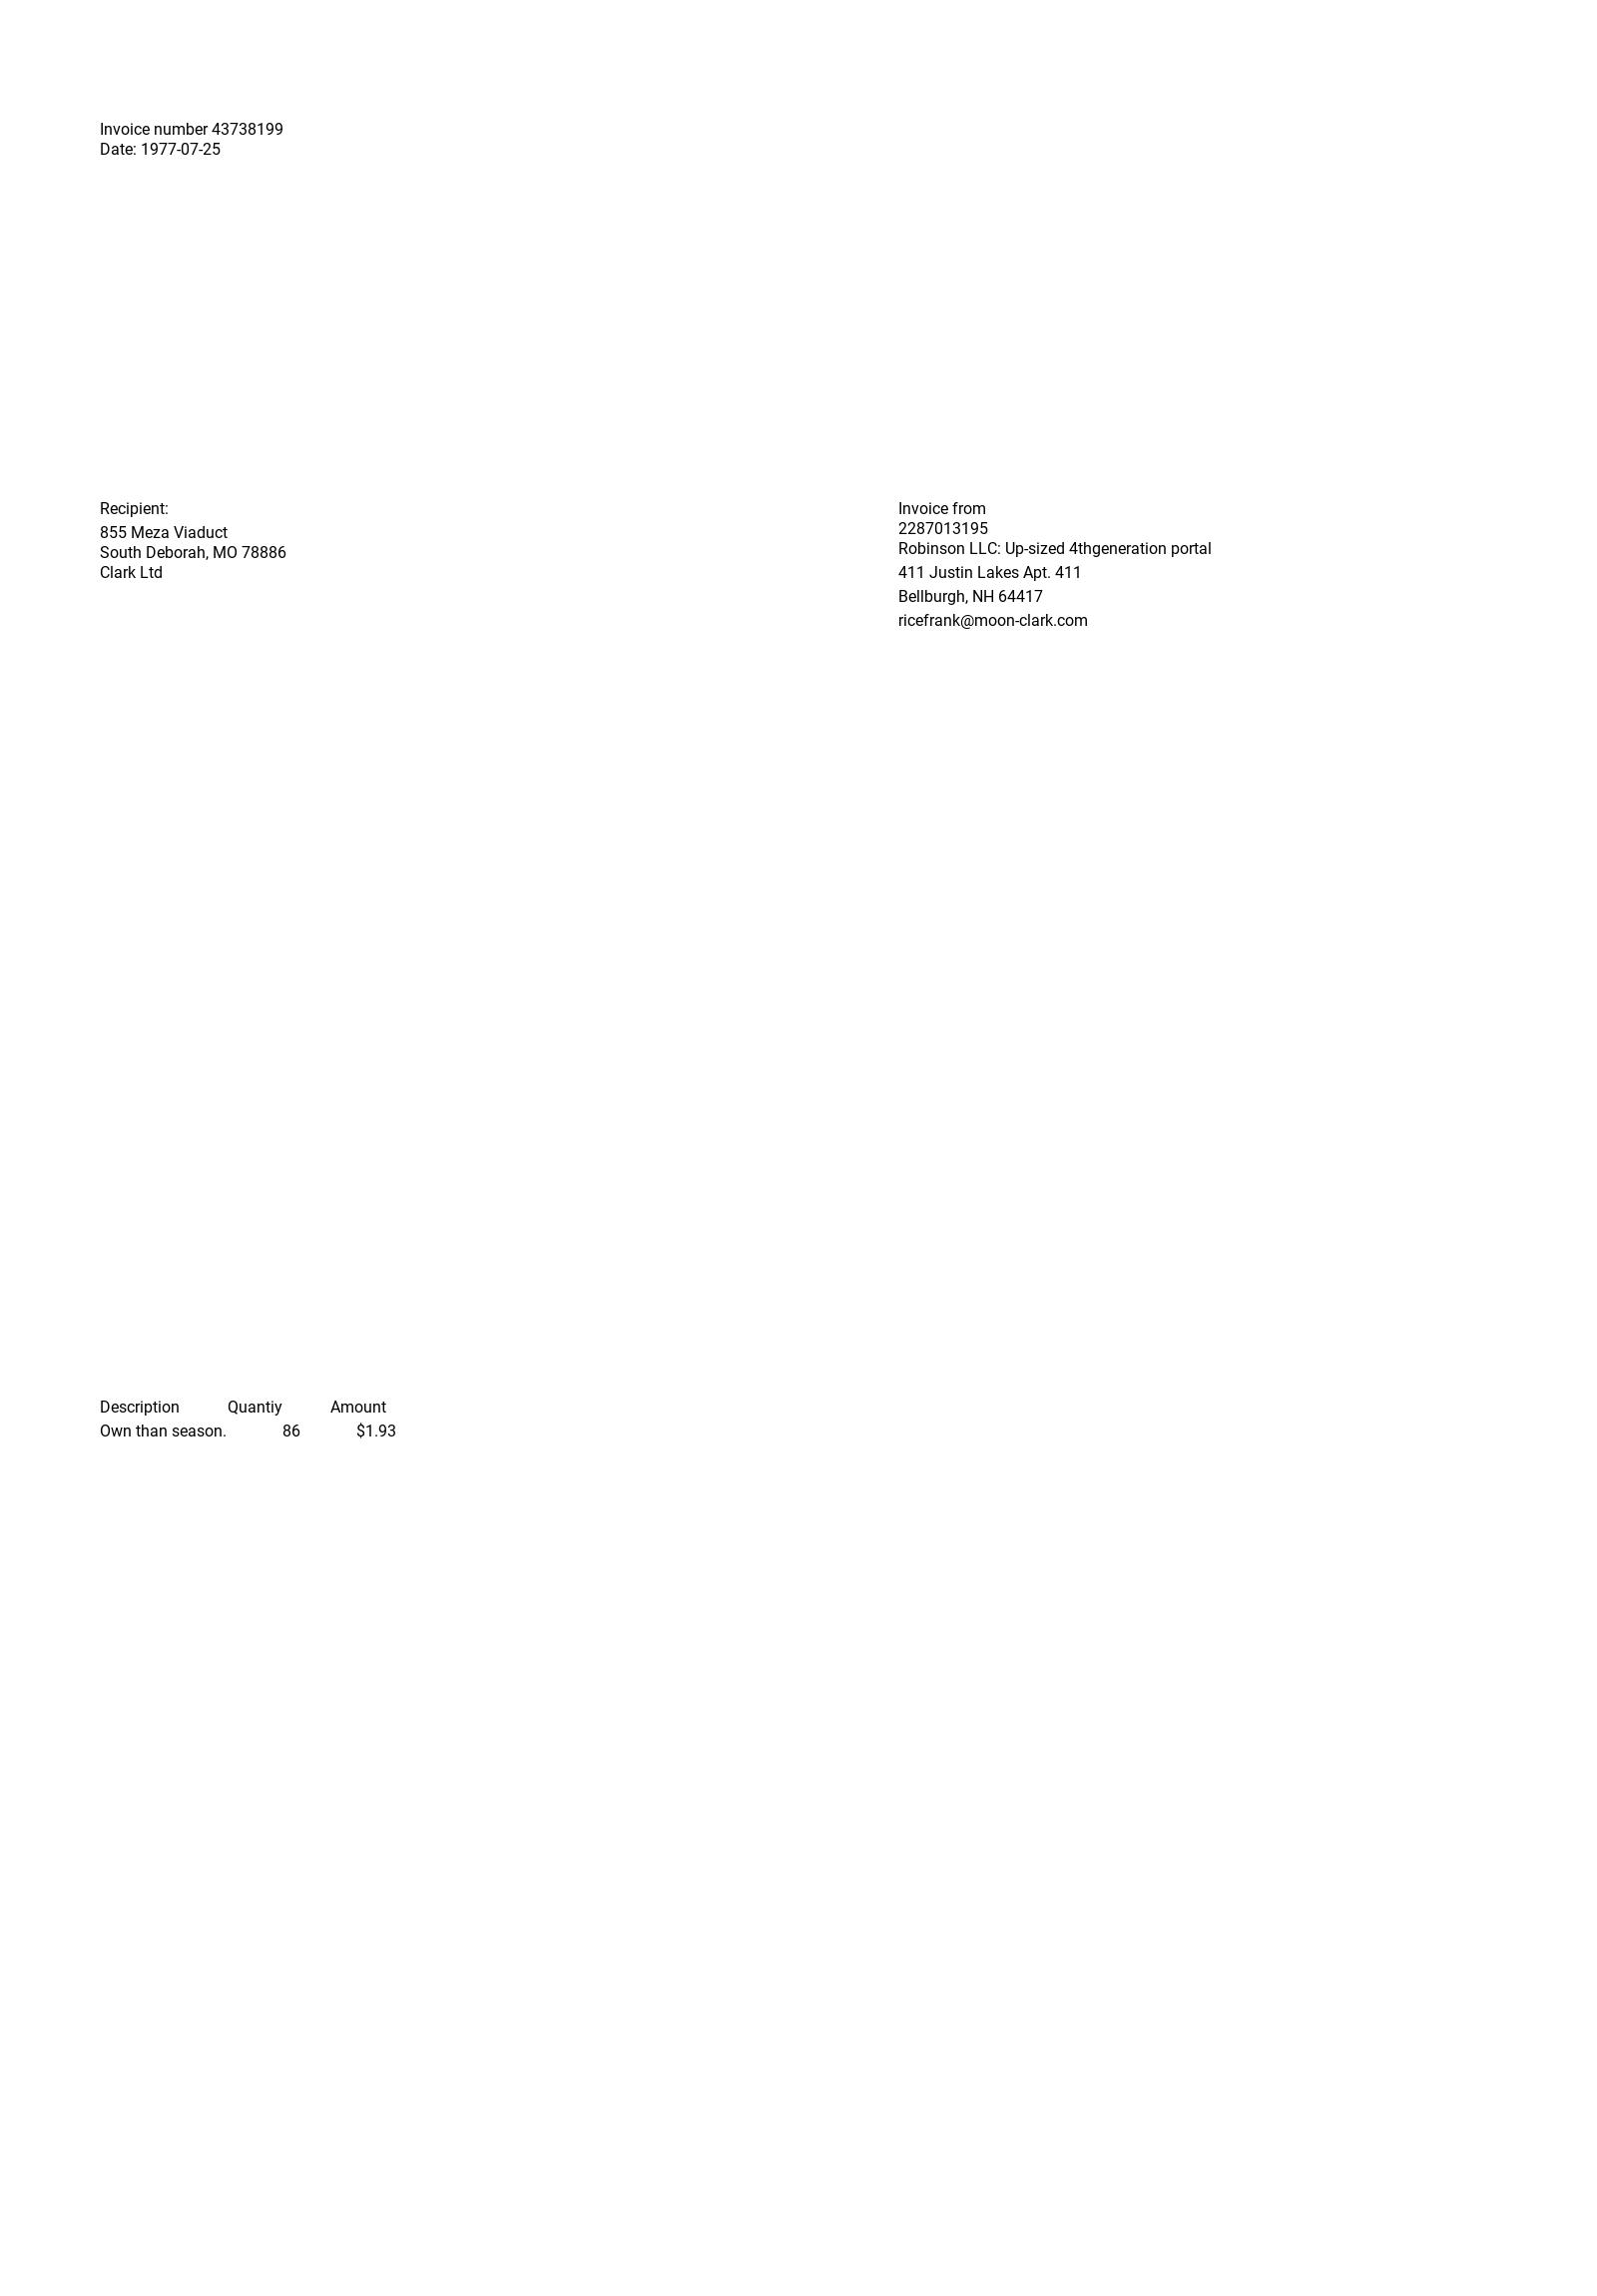 Invoice number 43738199
Date: 1977-07-25
Recipient:
855 Meza Viaduct
South Deborah, MO 78886
Clark Ltd
Invoice from
2287013195
Robinson LLC: Up-sized 4thgeneration portal
411 Justin Lakes Apt. 411
Bellburgh, NH 64417
ricefrank@moon-clark.com
Description Quantiy Amount
Own than season. 86 $1.93